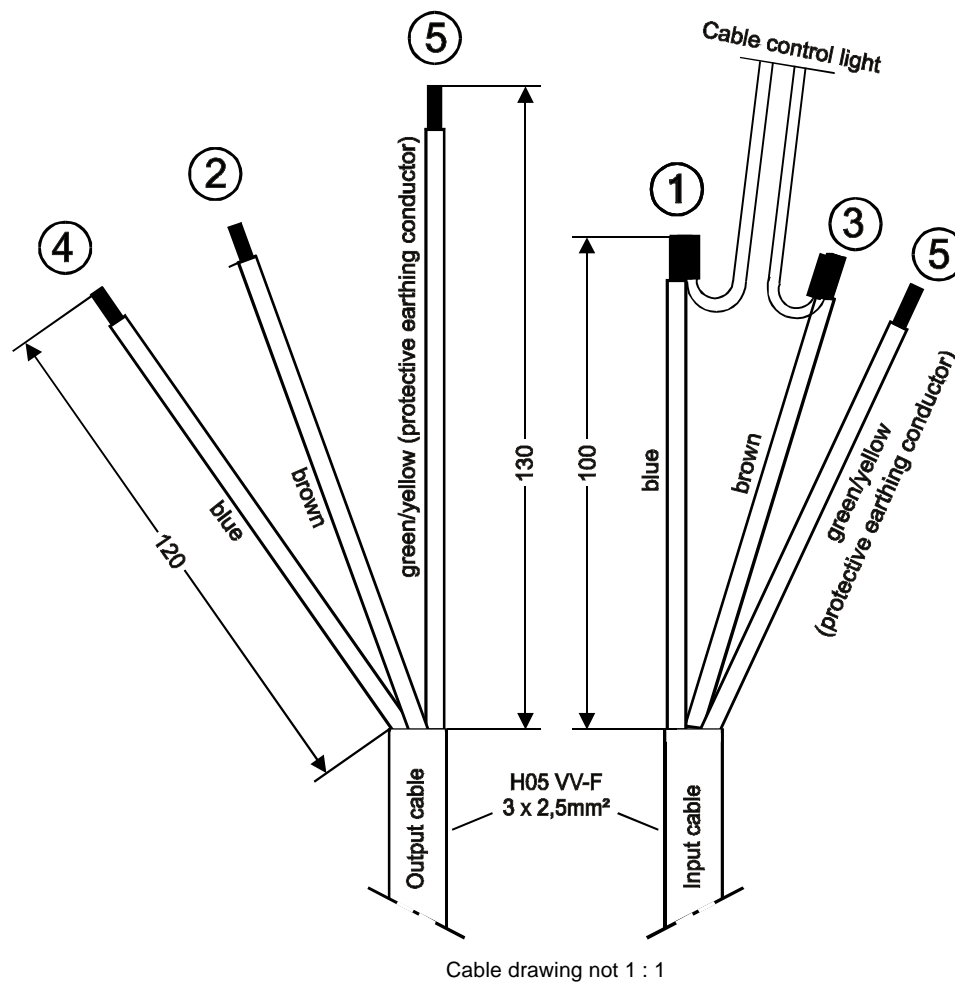 5
Cable control light
2
1
4
3
5
green/yellow (protective earthing conductor)
130
100
blue
brown
green/yellow
(protective earthing conductor)
brown
blue
120
H05 VV-F
3 x 2,5mm²
Output cable
Input cable
Cable drawing not 1 : 1